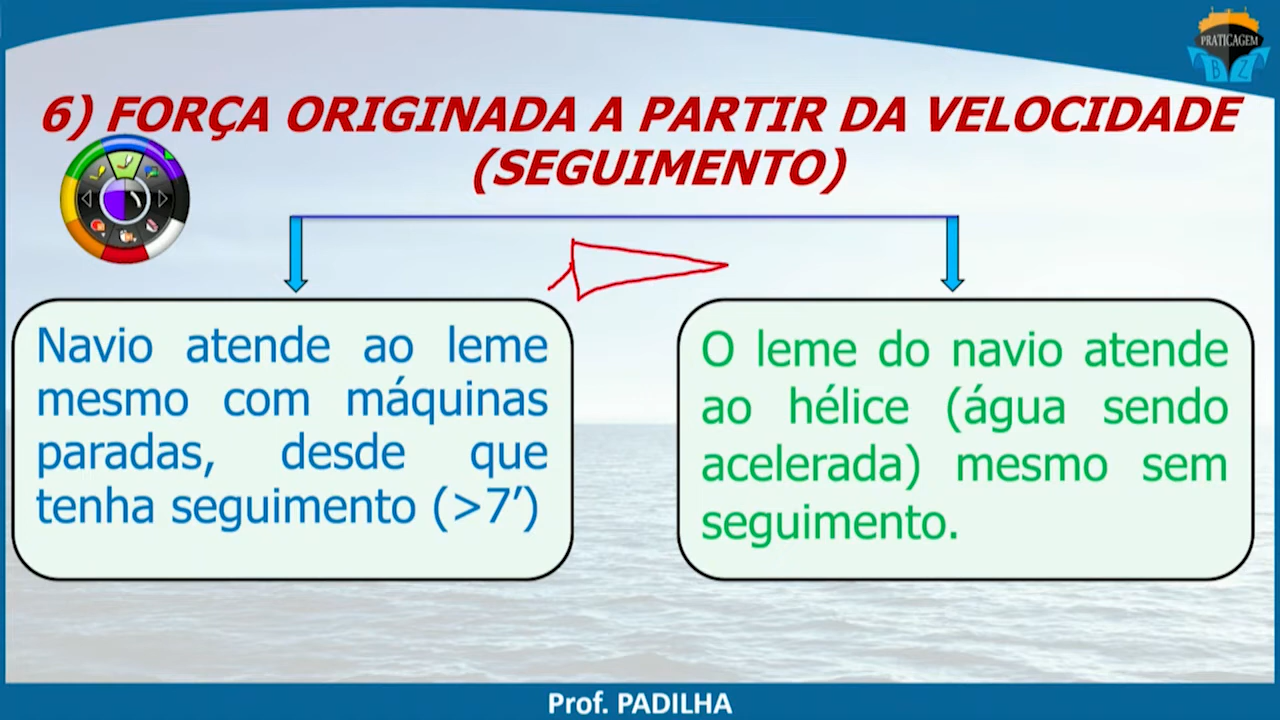 PRATICAGEM
B Z
6) FORÇA ORIGINADA A PARTIR DA VELOCIDADE
(SEGUIMENTO)
Navio atende ao leme
mesmo com máquinas
paradas, desde que
tenha seguimento (>7’)
O leme do navio atende
ao hélice (água sendo
acelerada) mesmo sem
seguimento.
Prof. PADILHA